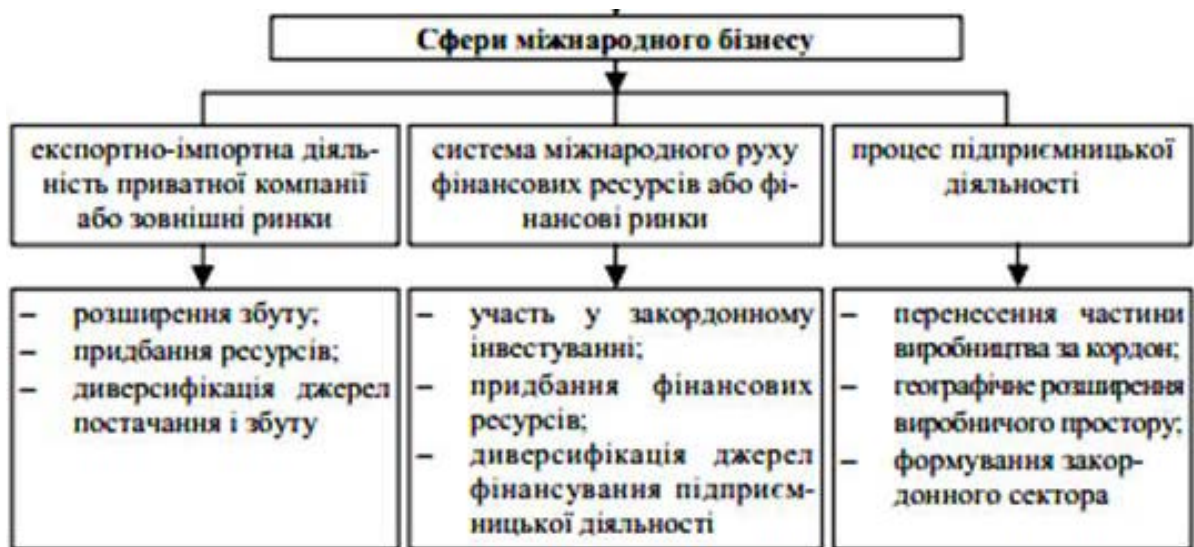 Сфери міжнародного бізнесу
експортно-імпортна діяль-
ність приватної компанії
або зовнішні ринки
система міжнародного руху
фінансових ресурсів або фі-
нансові ринки
процес підприємницької
діяльності
– розширення збуту;
– придбання ресурсів;
– диверсифікація джерел
постачання і збуту
– участь у закордонному
інвестуванні;
– придбання фінансових
ресурсів;
– диверсифікація джерел
фінансування підприєм-
ницької діяльності
– перенесення частини
виробництва за кордон;
– географічне розширення
виробничого простору;
– формування закор-
донного сектора